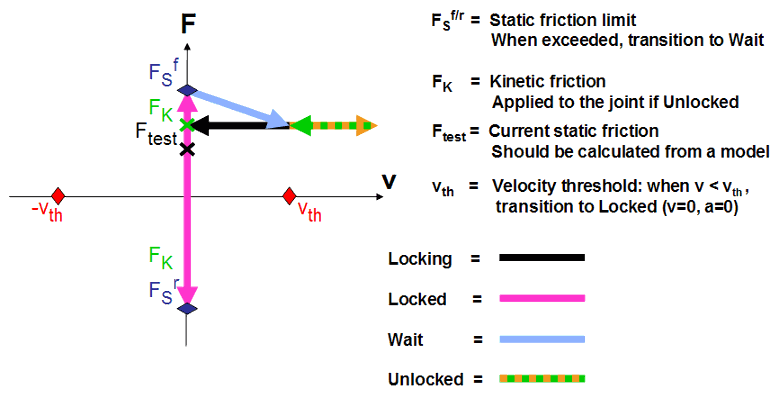 F
F_S^f
F_K
F_test
v
-v_th
v_th
F_K
F_S^r
F_S^f/r = Static friction limit
When exceeded, transition to Wait
F_K = Kinetic friction
Applied to the joint if Unlocked
F_test = Current static friction
Should be calculated from a model
v_th = Velocity threshold: when v < v_th,
transition to Locked (v=0, a=0)
Locking =
Locked =
Wait =
Unlocked =